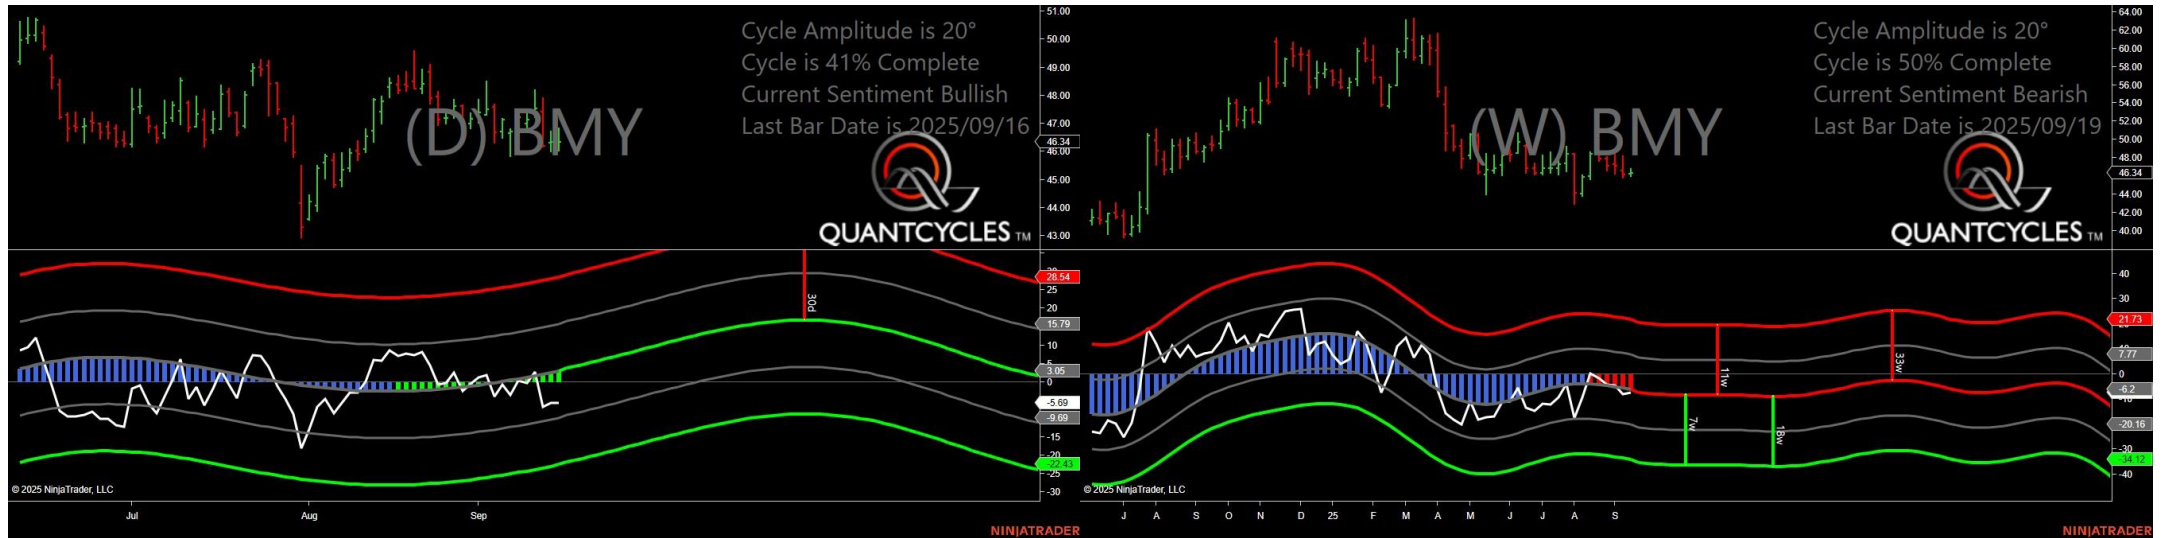 Cycle Amplitude is 20°
Cycle is 41% Complete
Current Sentiment Bullish
Last Bar Date is 2025/09/16
(D) BMY
QUANTCYCLES TM
51.00
50.00
49.00
48.00
47.00
46.34
46.00
45.00
44.00
43.00
30d
28.54
25
20
15.79
10
5
3.05
0
-5.69
-9.69
-15
-20
-22.43
-25
-30
© 2025 NinjaTrader, LLC
Jul Aug Sep
NINJATRADER
Cycle Amplitude is 20°
Cycle is 50% Complete
Current Sentiment Bearish
Last Bar Date is 2025/09/19
(W) BMY
QUANTCYCLES TM
64.00
62.00
60.00
58.00
56.00
54.00
52.00
50.00
48.00
46.34
44.00
42.00
40.00
11w
33w
7w
18w
40
30
21.73
7.77
0
-6.2
-20.16
-30
-34.12
-40
© 2025 NinjaTrader, LLC
J A S O N D 25 F M A M J J A S
NINJATRADER